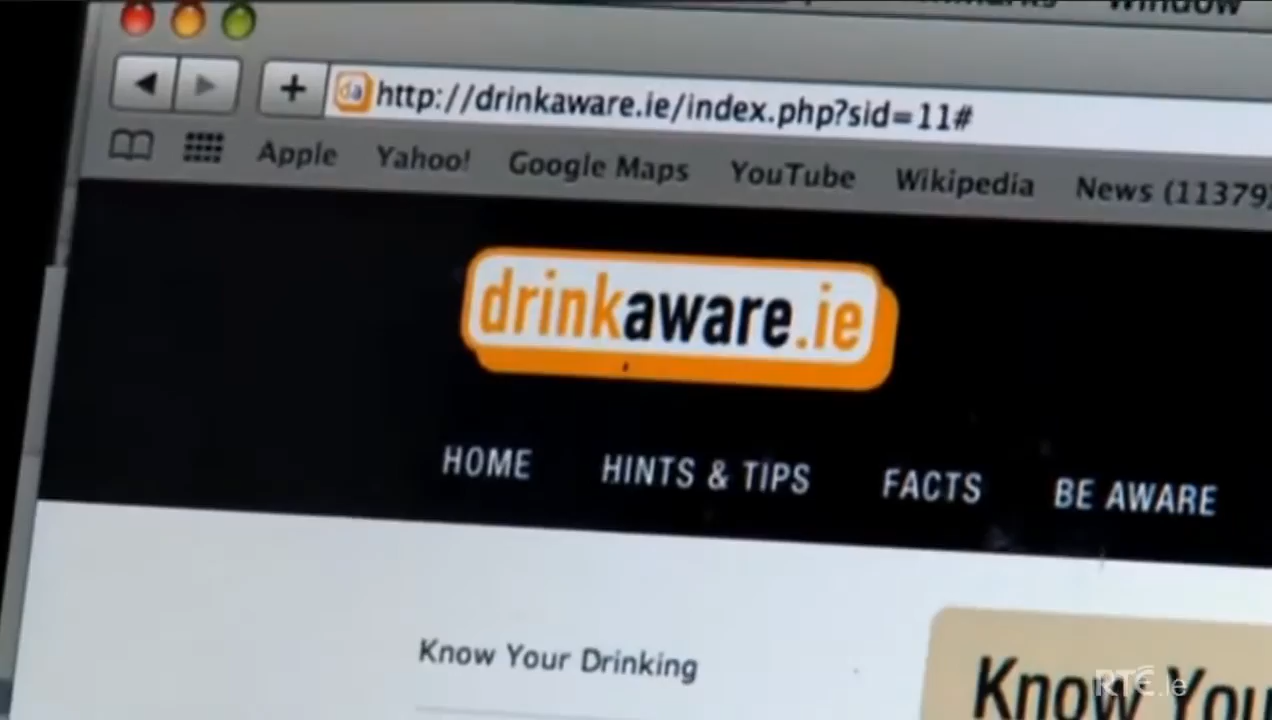 Window
http://drinkaware.ie/index.php?sid=11#
Apple Yahoo! Google Maps YouTube Wikipedia News (11379)
drinkaware.ie
HOME HINTS & TIPS FACTS BE AWARE
Know Your Drinking
Know You
RTÉ.ie